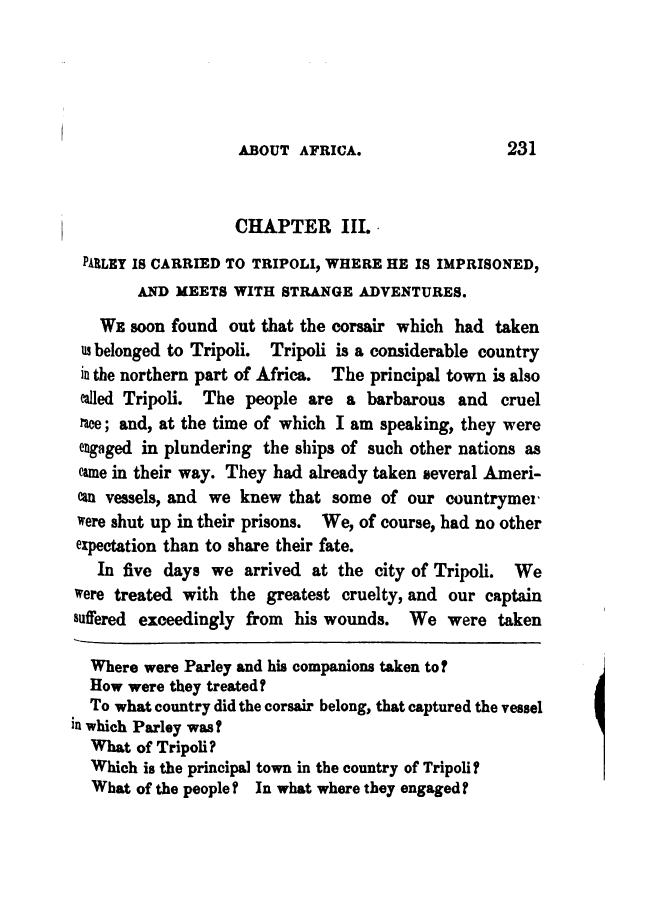 ABOUT AFRICA. 231
CHAPTER III.
PARLEY IS CARRIED TO TRIPOLI, WHERE HE IS IMPRISONED,
AND MEETS WITH STRANGE ADVENTURES.
WE soon found out that the corsair which had taken
us belonged to Tripoli. Tripoli is a considerable country
in the northern part of Africa. The principal town is also
called Tripoli. The people are a barbarous and cruel
race; and, at the time of which I am speaking, they were
engaged in plundering the ships of such other nations as
came in their way. They had already taken several Ameri-
can vessels, and we knew that some of our countrymen
were shut up in their prisons. We, of course, had no other
expectation than to share their fate.
In five days we arrived at the city of Tripoli. We
were treated with the greatest cruelty, and our captain
suffered exceedingly from his wounds. We were taken
Where were Parley and his companions taken to?
How were they treated?
To what country did the corsair belong, that captured the vessel
in which Parley was?
What of Tripoli?
Which is the principal town in the country of Tripoli?
What of the people? In what where they engaged?